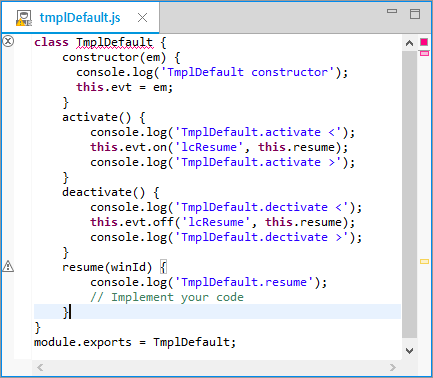 tmplDefault.js
class TmplDefault {
    constructor(em) {
      console.log('TmplDefault constructor');
      this.evt = em;
    }
    activate() {
        console.log('TmplDefault.activate <');
        this.evt.on('lcResume', this.resume);
        console.log('TmplDefault.activate >');
    }
    deactivate() {
        console.log('TmplDefault.dectivate <');
        this.evt.off('lcResume', this.resume);
        console.log('TmplDefault.dectivate >');
    }
    resume(winId) {
        console.log('TmplDefault.resume');
        // Implement your code
    }
}
module.exports = TmplDefault;